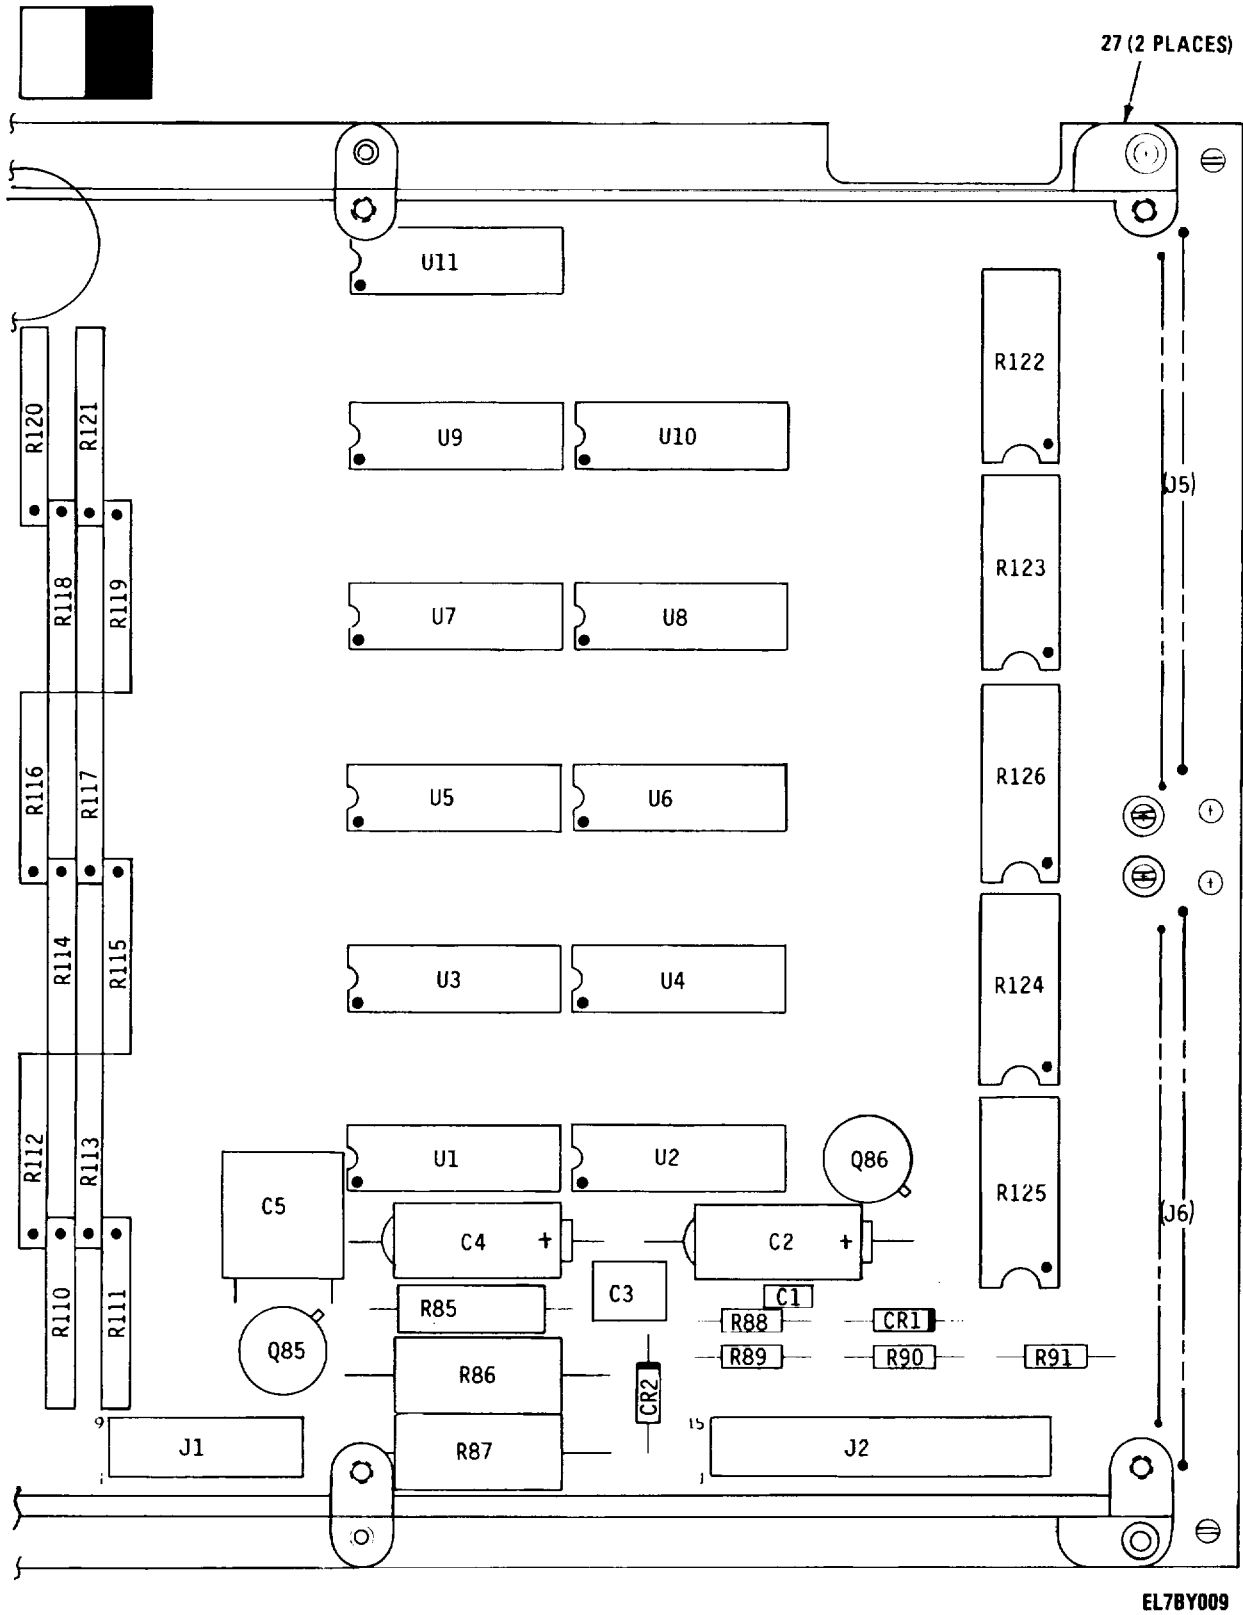 27 (2 PLACES)
U11
R122
R120
R121
U9
U10
(J5)
R118
R119
R123
U7
U8
R116
R117
R126
U5
U6
R114
R115
U3
U4
R124
R112
R113
U1
U2
Q86
R125
C5
C4
+
C2
+
(J6)
R110
R111
R85
C3
C1
R88
CR1
Q85
R86
CR2
R89
R90
R91
9
J1
1
R87
15
J2
1
EL7BY009